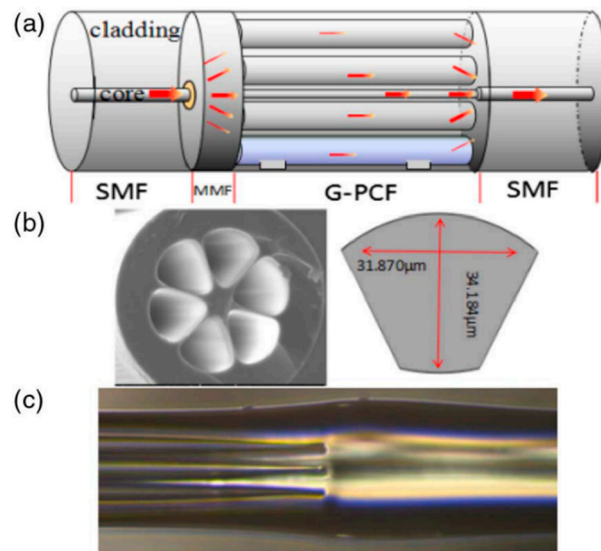 (a)
cladding
core
SMF
MMF
G-PCF
SMF
(b)
31.870μm
34.184μm
(c)